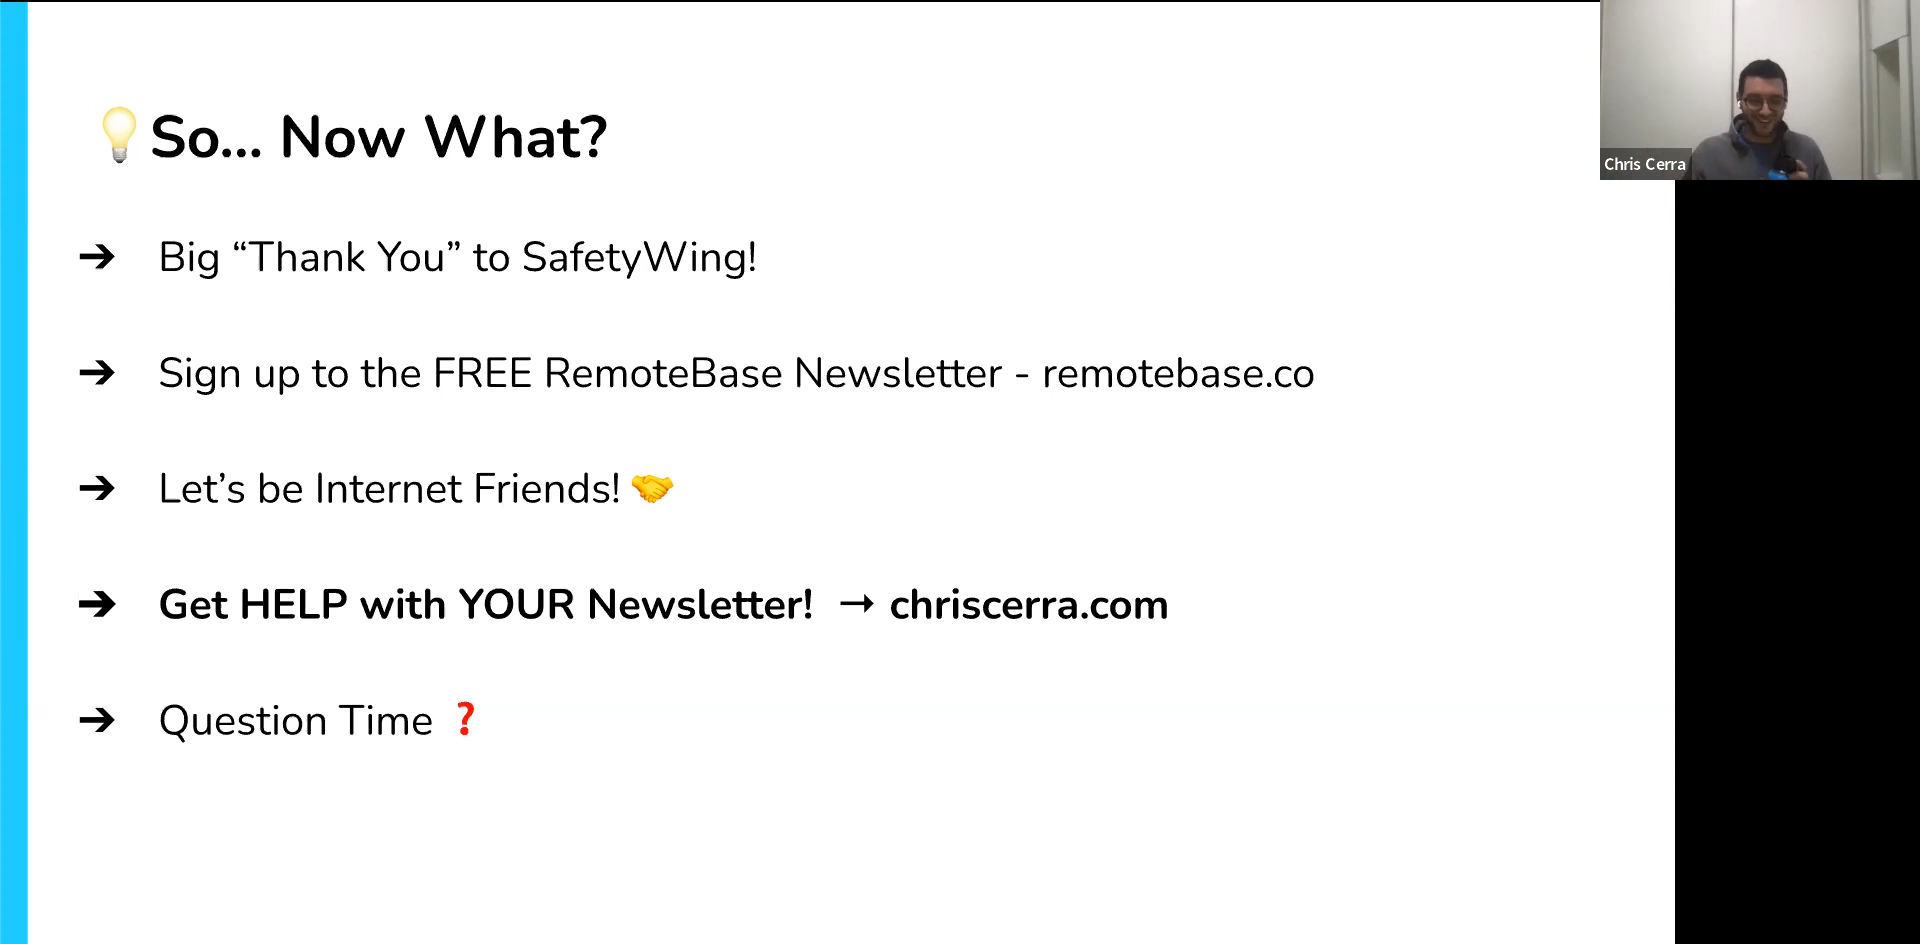 💡So... Now What?
➔ Big “Thank You” to SafetyWing!
➔ Sign up to the FREE RemoteBase Newsletter - remotebase.co
➔ Let’s be Internet Friends! 🤝
➔ Get HELP with YOUR Newsletter! → chriscerra.com
➔ Question Time ❓
Chris Cerra